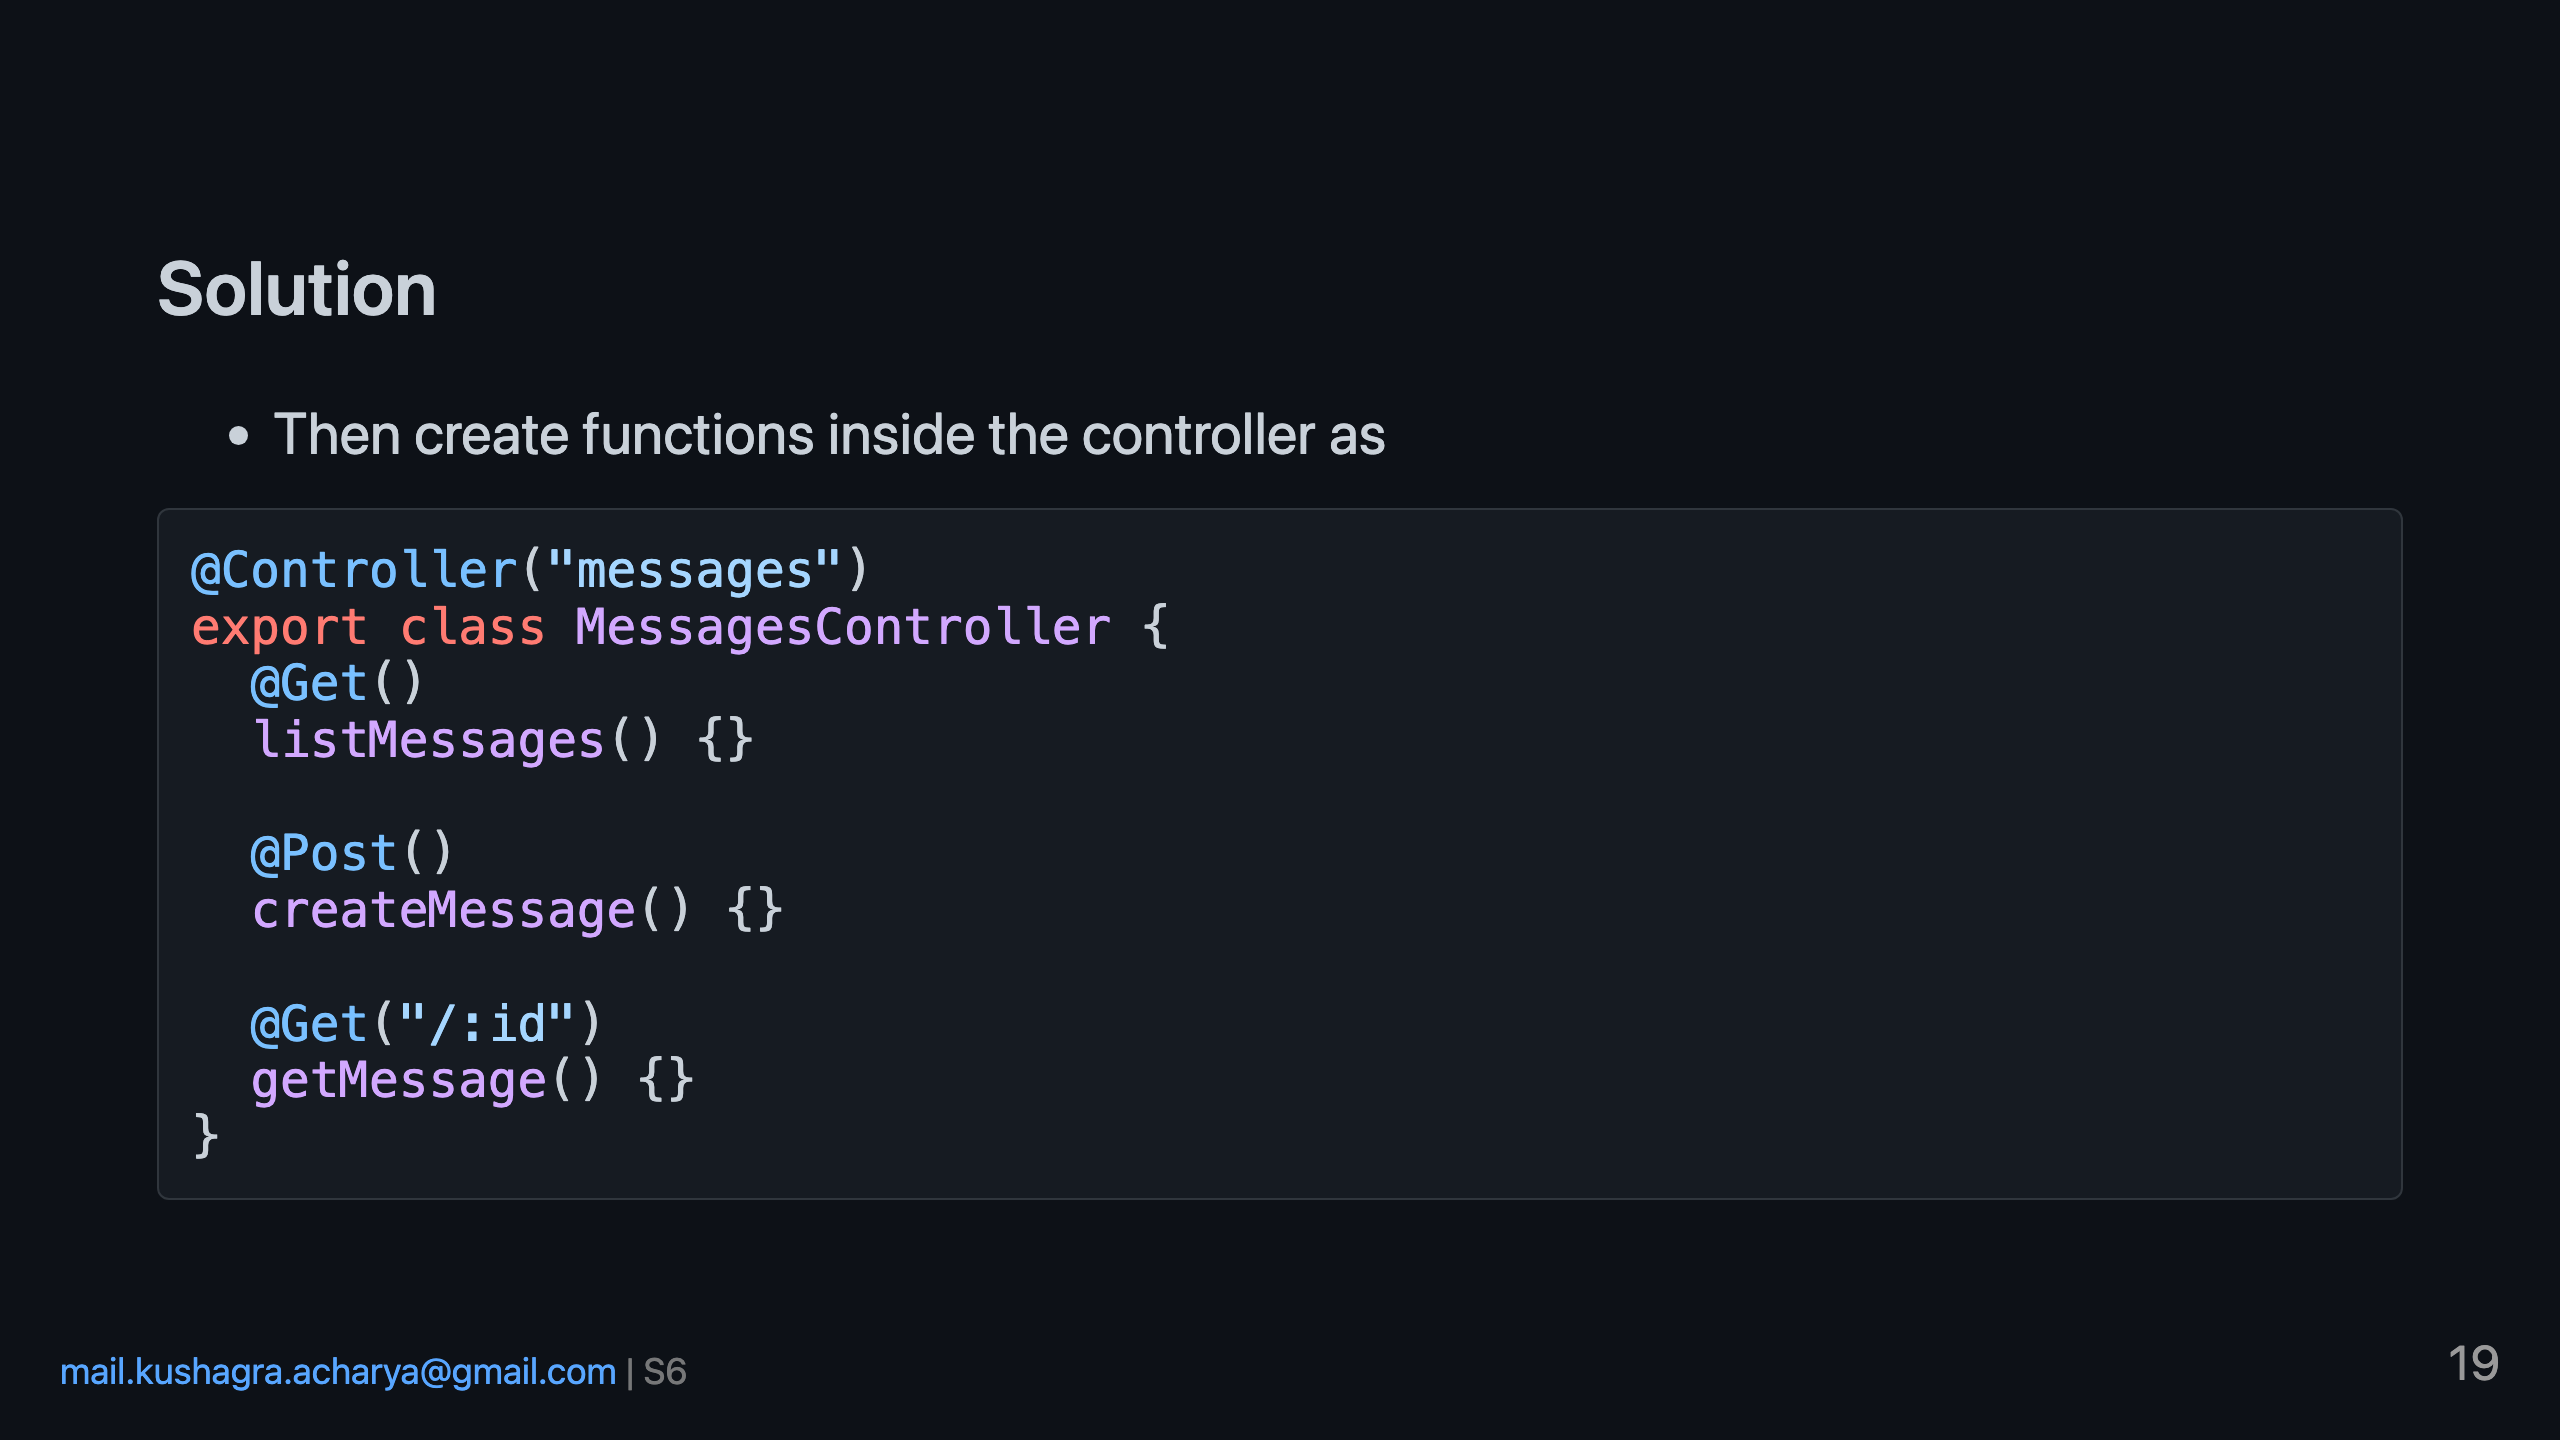 Solution
• Then create functions inside the controller as
@Controller("messages")
export class MessagesController {
  @Get()
  listMessages() {}

  @Post()
  createMessage() {}

  @Get("/:id")
  getMessage() {}
}
mail.kushagra.acharya@gmail.com | S6
19